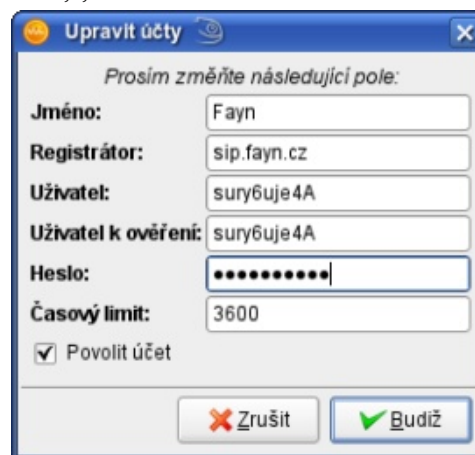 Upravit účty
Prosím změňte následující pole:
Jméno: Fayn
Registrátor: sip.fayn.cz
Uživatel: sury6uje4A
Uživatel k ověření: sury6uje4A
Heslo: ●●●●●●●●●●
Časový limit: 3600
Povolit účet
Zrušit Budiž